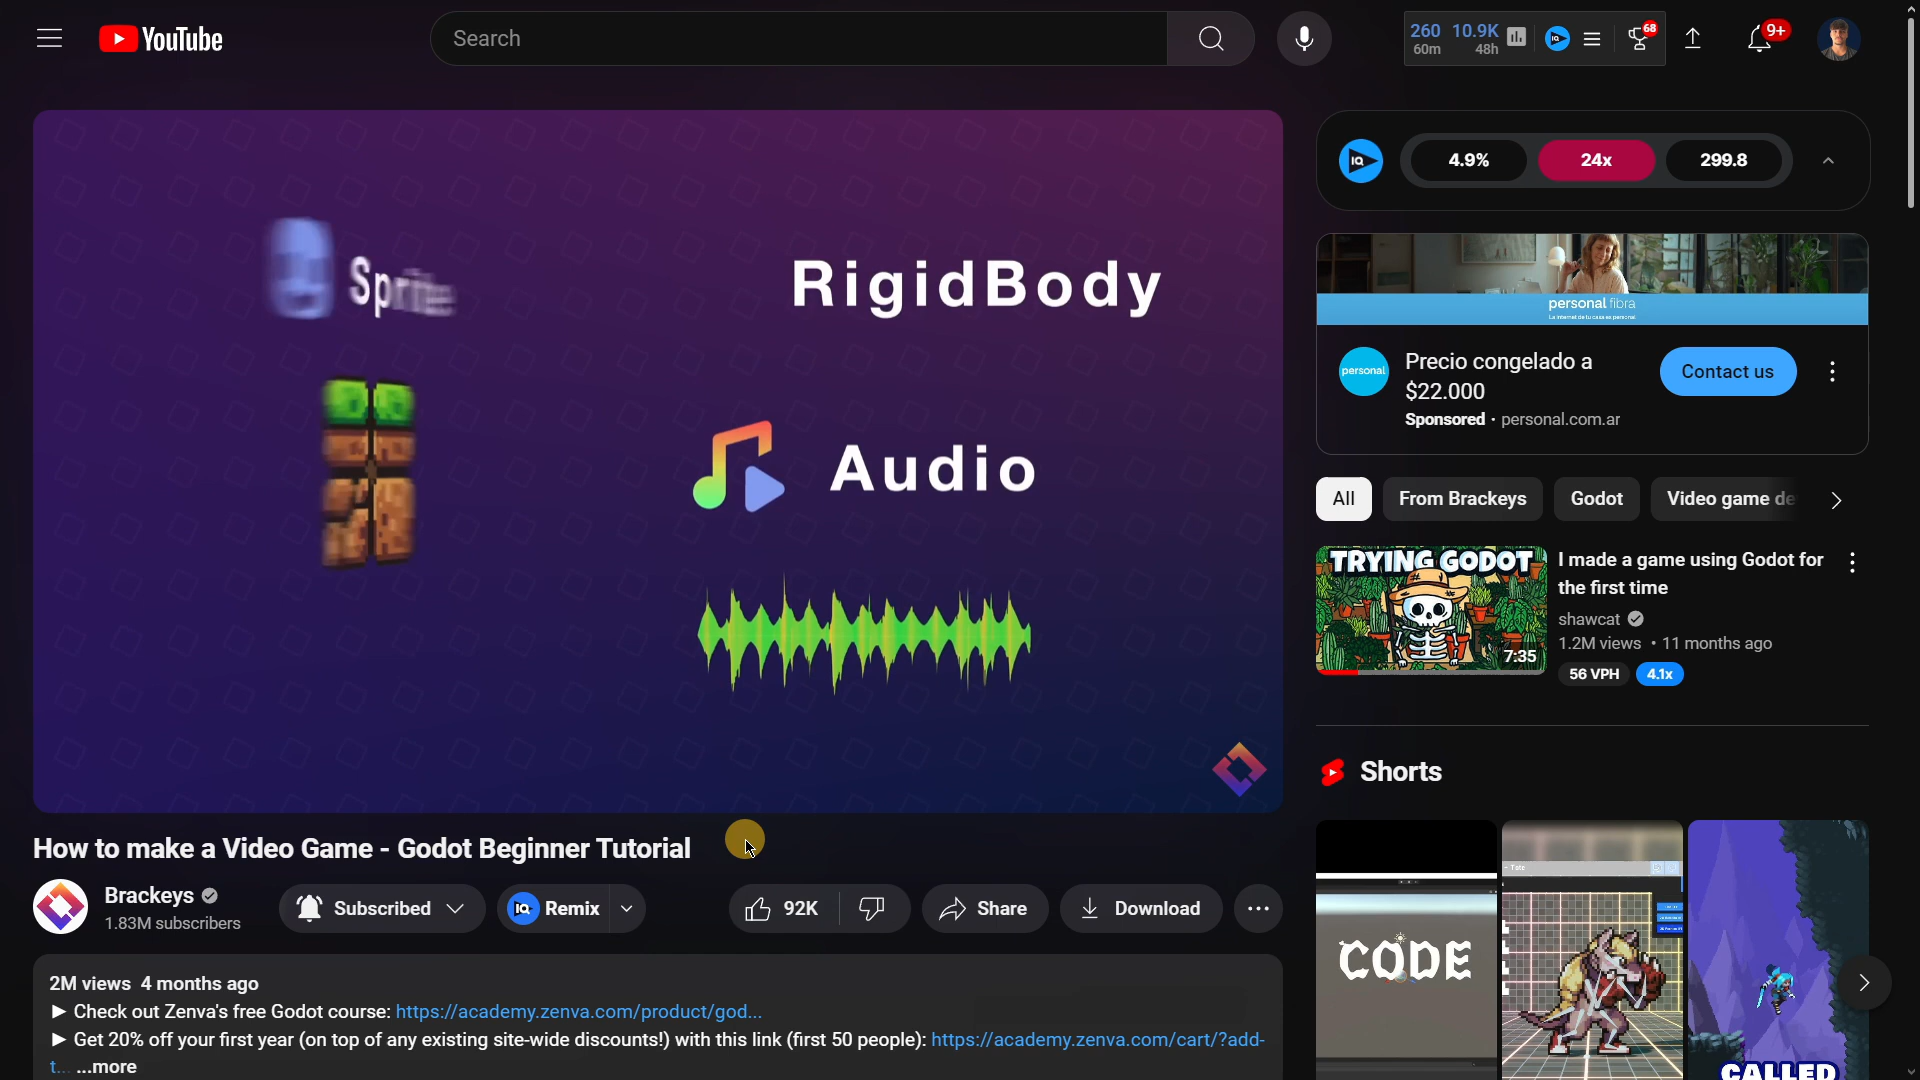 YouTube
Search
260 10.9K
60m 48h
68
9+
Sprite
RigidBody
Audio
4.9%
24x
299.8
personal fibra
personal
Precio congelado a
$22.000
Sponsored · personal.com.ar
Contact us
All
From Brackeys
Godot
Video game de
TRYING GODOT
7:35
I made a game using Godot for
the first time
shawcat
1.2M views • 11 months ago
56 VPH
4.1x
Shorts
CODE
CALLED
How to make a Video Game - Godot Beginner Tutorial
Brackeys
1.83M subscribers
Subscribed
IQ Remix
92K
Share
Download
2M views 4 months ago
► Check out Zenva's free Godot course: https://academy.zenva.com/product/god...
► Get 20% off your first year (on top of any existing site-wide discounts!) with this link (first 50 people): https://academy.zenva.com/cart/?add-
t... ...more